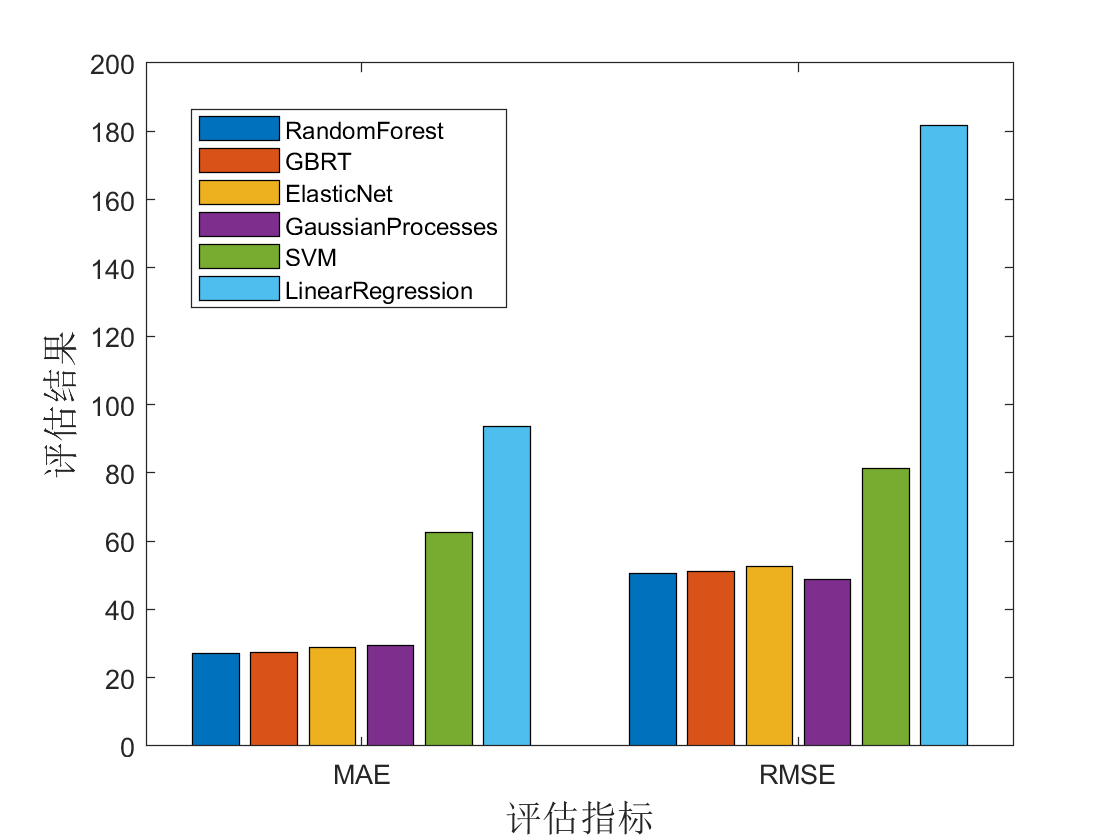 200
180
160
140
120
100
80
60
40
20
0
评估结果
RandomForest
GBRT
ElasticNet
GaussianProcesses
SVM
LinearRegression
MAE
RMSE
评估指标